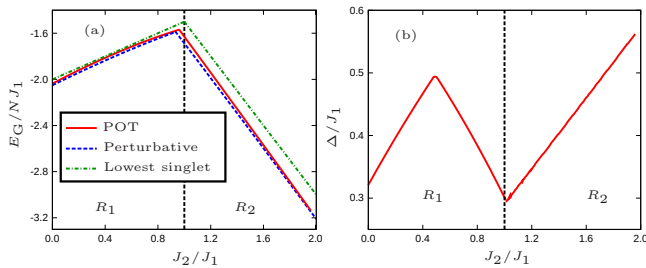 (a)
E_G/NJ_1
-1.6
-2.0
-2.4
-2.8
-3.2
POT
Perturbative
Lowest singlet
R_1
R_2
0.0 0.4 0.8 1.2 1.6 2.0
J_2/J_1
(b)
Δ/J_1
0.6
0.5
0.4
0.3
R_1
R_2
0.0 0.4 0.8 1.2 1.6 2.0
J_2/J_1